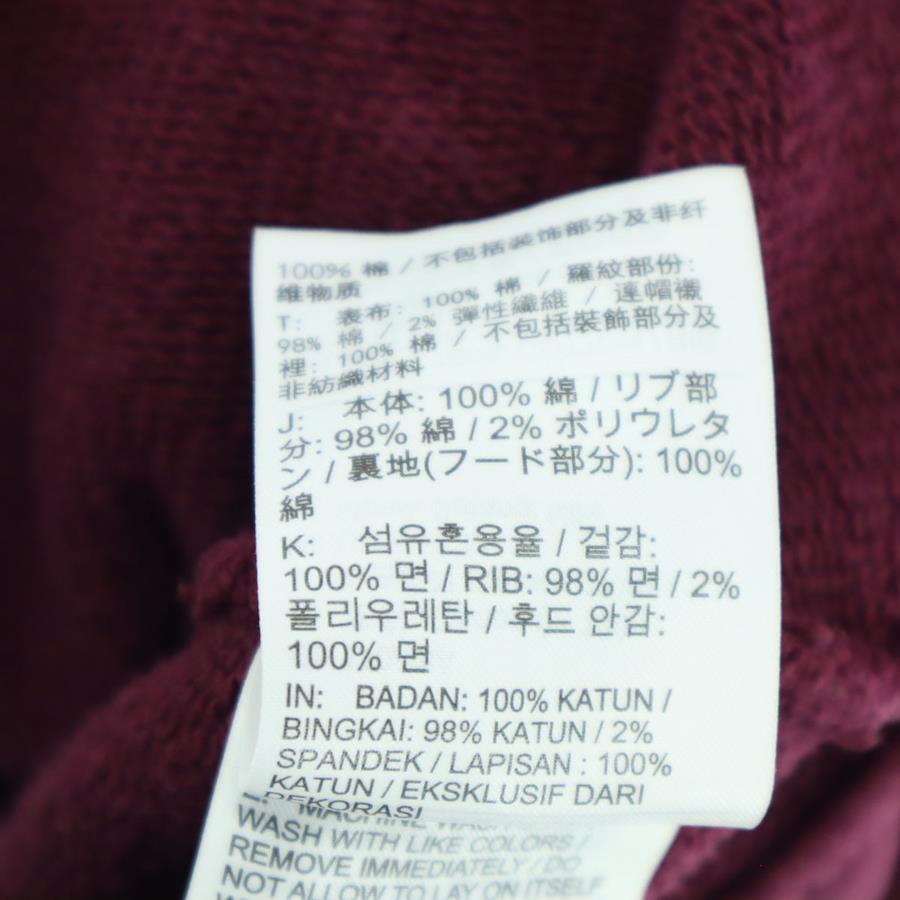 100% 棉 / 不包括装饰部分及非纤
维物质
T: 表布: 100% 棉 / 羅紋部份:
98% 棉 / 2% 彈性纖維 / 連帽襯
裡: 100% 棉 / 不包括裝飾部分及
非紡織材料
J: 本体: 100% 綿 / リブ部
分: 98% 綿 / 2% ポリウレタ
ン / 裏地(フード部分): 100%
綿
K: 섬유혼용율 / 겉감:
100% 면 / RIB: 98% 면 / 2%
폴리우레탄 / 후드 안감:
100% 면
IN: BADAN: 100% KATUN /
BINGKAI: 98% KATUN / 2%
SPANDEK / LAPISAN : 100%
KATUN / EKSKLUSIF DARI
DEKORASI
MACHINE WASH
WASH WITH LIKE COLORS /
REMOVE IMMEDIATELY / DO
NOT ALLOW TO LAY ON ITSELF